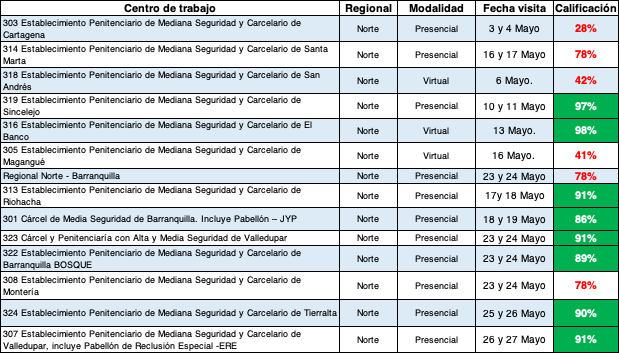 Centro de trabajo Regional Modalidad Fecha visita Calificación
303 Establecimiento Penitenciario de Mediana Seguridad y Carcelario de
Cartagena Norte Presencial 3 y 4 Mayo 28%
314 Establecimiento Penitenciario de Mediana Seguridad y Carcelario de Santa
Marta Norte Presencial 16 y 17 Mayo 78%
318 Establecimiento Penitenciario de Mediana Seguridad y Carcelario de San
Andrés Norte Virtual 6 Mayo. 42%
319 Establecimiento Penitenciario de Mediana Seguridad y Carcelario de
Sincelejo Norte Presencial 10 y 11 Mayo 97%
316 Establecimiento Penitenciario de Mediana Seguridad y Carcelario de El
Banco Norte Virtual 13 Mayo. 98%
305 Establecimiento Penitenciario de Mediana Seguridad y Carcelario de
Magangué Norte Virtual 16 Mayo. 41%
Regional Norte - Barranquilla Norte Presencial 23 y 24 Mayo 78%
313 Establecimiento Penitenciario de Mediana Seguridad y Carcelario de
Riohacha Norte Presencial 17y 18 Mayo 91%
301 Cárcel de Media Seguridad de Barranquilla. Incluye Pabellón – JYP Norte Presencial 18 y 19 Mayo 86%
323 Cárcel y Penitenciaría con Alta y Media Seguridad de Valledupar Norte Presencial 23 y 24 Mayo 91%
322 Establecimiento Penitenciario de Mediana Seguridad y Carcelario de
Barranquilla BOSQUE Norte Presencial 23 y 24 Mayo 89%
308 Establecimiento Penitenciario de Mediana Seguridad y Carcelario de
Montería Norte Presencial 23 y 24 Mayo 78%
324 Establecimiento Penitenciario de Mediana Seguridad y Carcelario de Tierralta Norte Presencial 25 y 26 Mayo 90%
307 Establecimiento Penitenciario de Mediana Seguridad y Carcelario de
Valledupar, incluye Pabellón de Reclusión Especial -ERE Norte Presencial 26 y 27 Mayo 91%